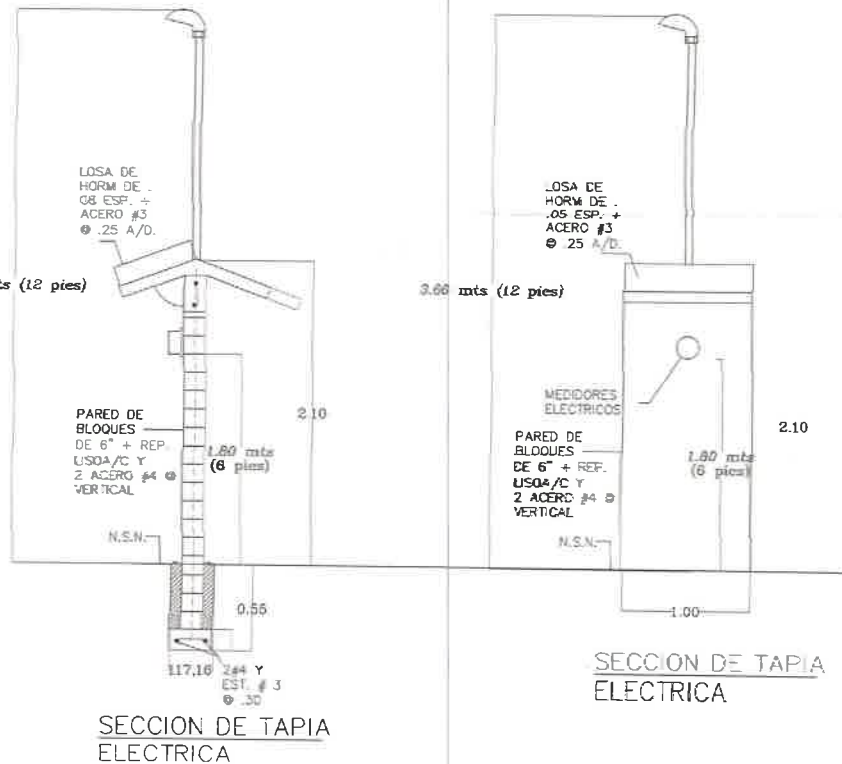 LOSA DE
HORM DE .
08 ESP. +
ACERO #3
@ .25 A/D.
ts (12 pies)
PARED DE
BLOQUES
DE 6" + REP.
LISOA/C Y
2 ACERO #4 @
VERTICAL
1.80 mts
(6 pies)
2.10
N.S.N.
0.55
117,16
2#4 Y
EST. # 3
@ .30
SECCION DE TAPIA
ELECTRICA
LOSA DE
HORM DE .
.05 ESP. +
ACERO #3
@ .25 A/D.
3.66 mts (12 pies)
MEDIDORES
ELECTRICOS
PARED DE
BLOQUES
DE 6" + REF.
LISOA/C Y
2 ACERO #4 @
VERTICAL
1.80 mts
(6 pies)
2.10
N.S.N.
1.00
SECCION DE TAPIA
ELECTRICA